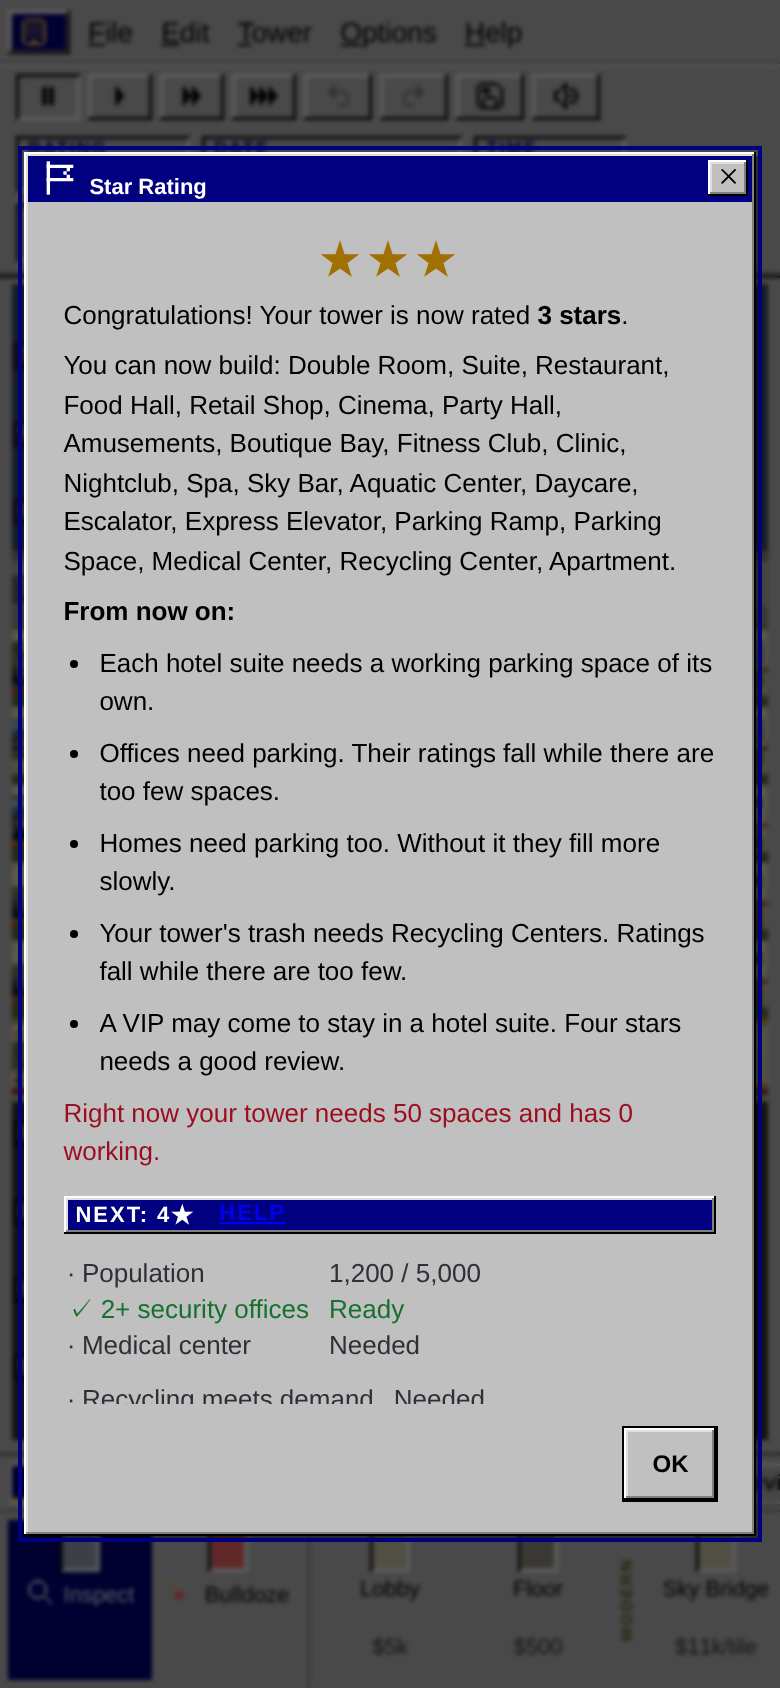 File Edit Tower Options Help
Star Rating
★★★
Congratulations! Your tower is now rated 3 stars.
You can now build: Double Room, Suite, Restaurant,
Food Hall, Retail Shop, Cinema, Party Hall,
Amusements, Boutique Bay, Fitness Club, Clinic,
Nightclub, Spa, Sky Bar, Aquatic Center, Daycare,
Escalator, Express Elevator, Parking Ramp, Parking
Space, Medical Center, Recycling Center, Apartment.
From now on:
• Each hotel suite needs a working parking space of its
own.
• Offices need parking. Their ratings fall while there are
too few spaces.
• Homes need parking too. Without it they fill more
slowly.
• Your tower's trash needs Recycling Centers. Ratings
fall while there are too few.
• A VIP may come to stay in a hotel suite. Four stars
needs a good review.
Right now your tower needs 50 spaces and has 0
working.
NEXT: 4★ HELP
· Population 1,200 / 5,000
✓ 2+ security offices Ready
· Medical center Needed
· Recycling meets demand Needed
OK
Inspect Bulldoze Lobby Floor MODERN Sky Bridge
$5k $500 $11k/tile